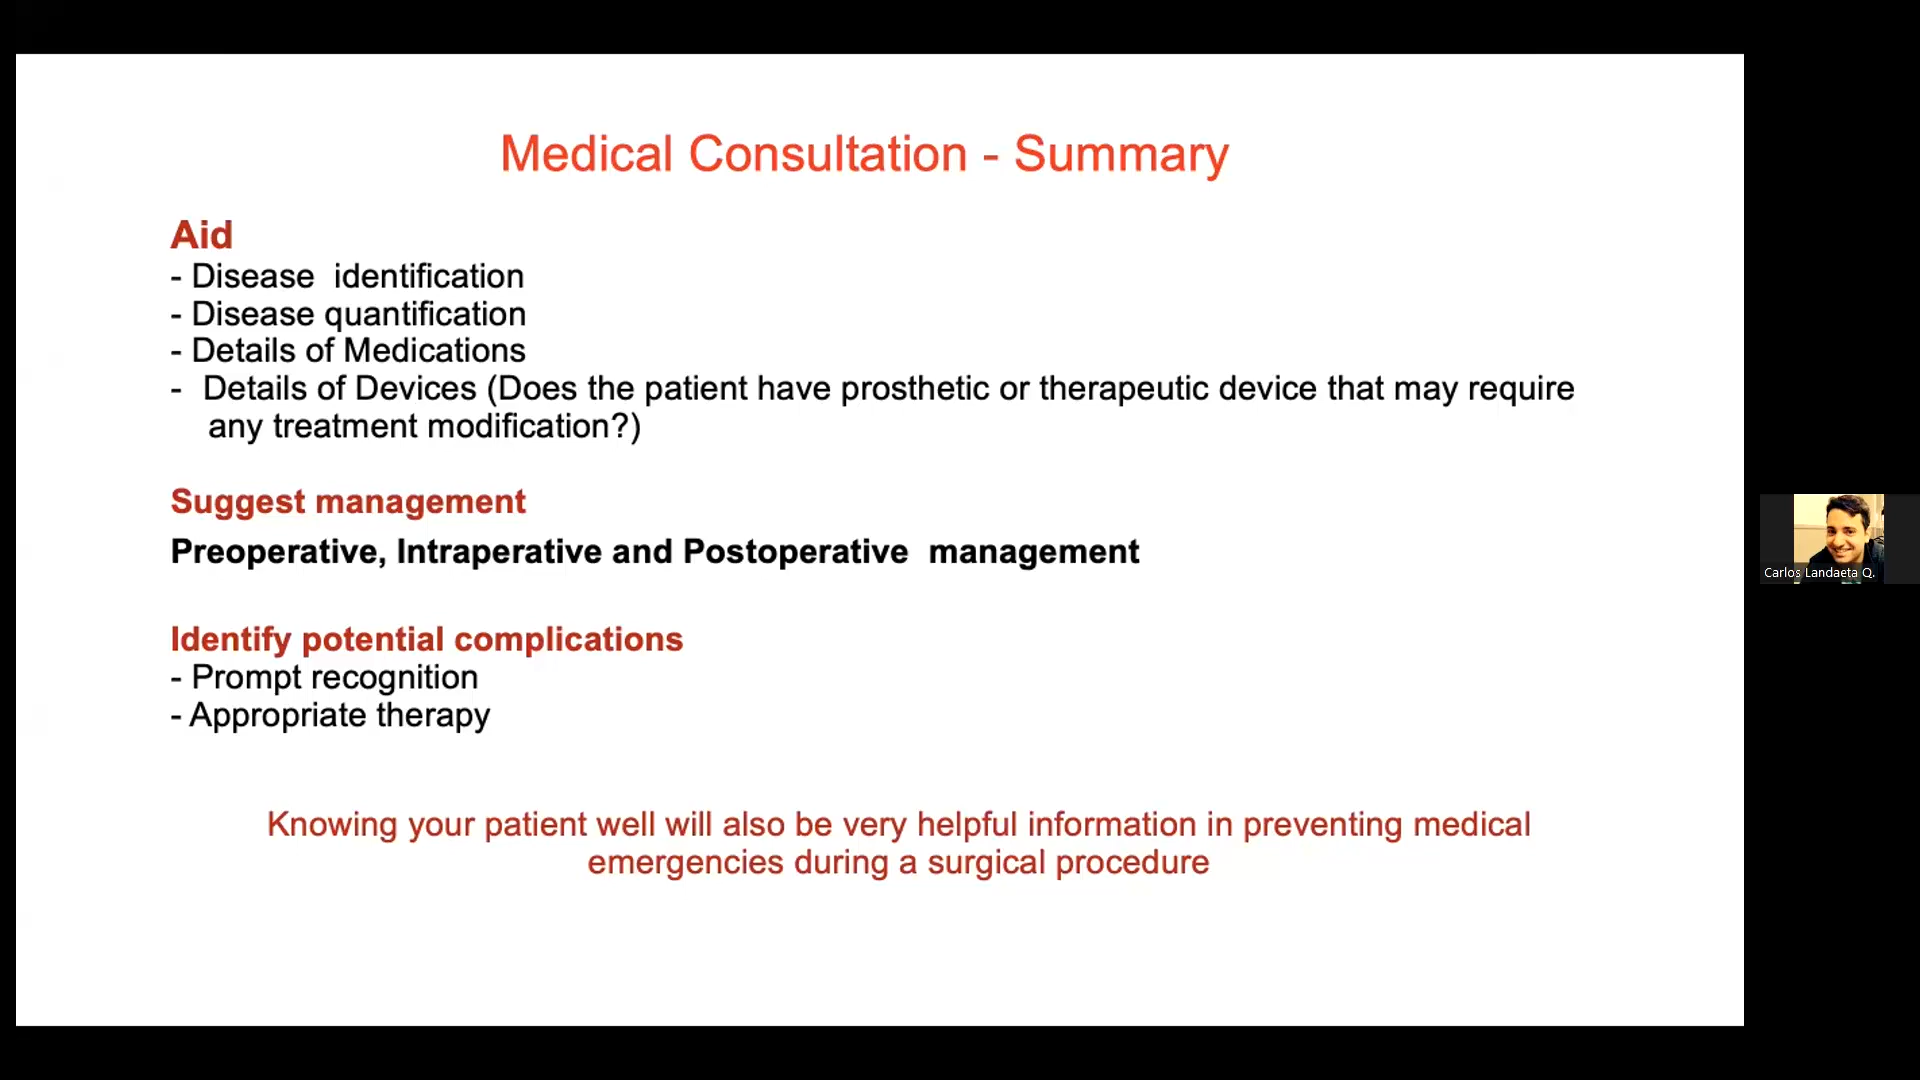 Medical Consultation - Summary
Aid
- Disease identification
- Disease quantification
- Details of Medications
- Details of Devices (Does the patient have prosthetic or therapeutic device that may require
any treatment modification?)
Suggest management
Preoperative, Intraperative and Postoperative management
Identify potential complications
- Prompt recognition
- Appropriate therapy
Knowing your patient well will also be very helpful information in preventing medical
emergencies during a surgical procedure
Carlos Landaeta Q.